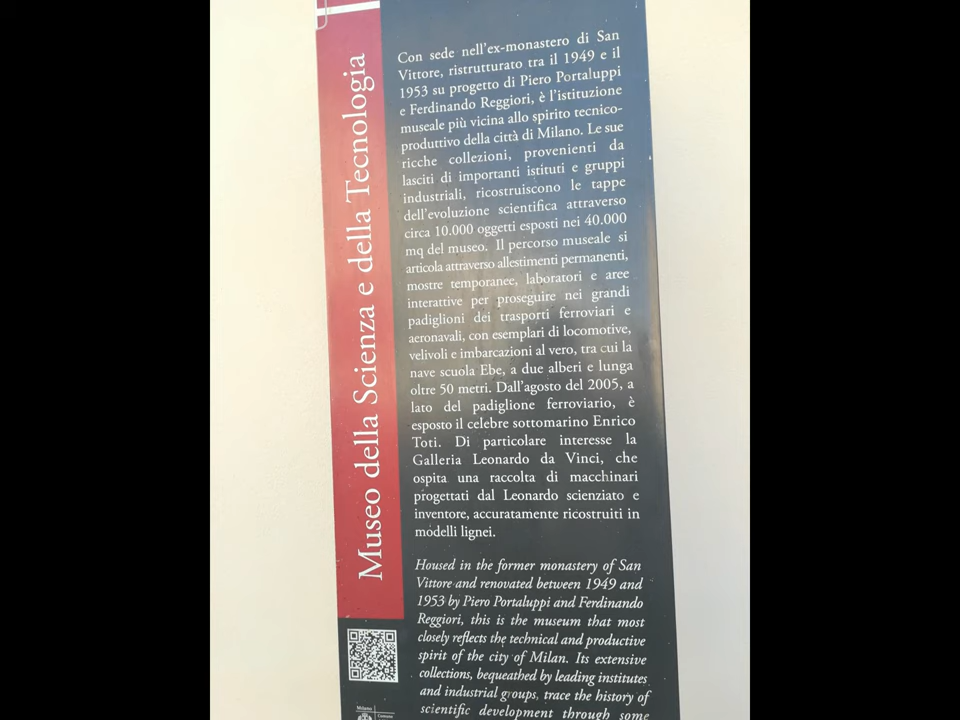 Museo della Scienza e della Tecnologia
Con sede nell'ex-monastero di San
Vittore, ristrutturato tra il 1949 e il
1953 su progetto di Piero Portaluppi
e Ferdinando Reggiori, è l'istituzione
museale più vicina allo spirito tecnico-
produttivo della città di Milano. Le sue
ricche collezioni, provenienti da
lasciti di importanti istituti e gruppi
industriali, ricostruiscono le tappe
dell'evoluzione scientifica attraverso
circa 10.000 oggetti esposti nei 40.000
mq del museo. Il percorso museale si
articola attraverso allestimenti permanenti,
mostre temporanee, laboratori e aree
interattive per proseguire nei grandi
padiglioni dei trasporti ferroviari e
aeronavali, con esemplari di locomotive,
velivoli e imbarcazioni al vero, tra cui la
nave scuola Ebe, a due alberi e lunga
oltre 50 metri. Dall'agosto del 2005, a
lato del padiglione ferroviario, è
esposto il celebre sottomarino Enrico
Toti. Di particolare interesse la
Galleria Leonardo da Vinci, che
ospita una raccolta di macchinari
progettati dal Leonardo scienziato e
inventore, accuratamente ricostruiti in
modelli lignei.
Housed in the former monastery of San
Vittore and renovated between 1949 and
1953 by Piero Portaluppi and Ferdinando
Reggiori, this is the museum that most
closely reflects the technical and productive
spirit of the city of Milan. Its extensive
collections, bequeathed by leading institutes
and industrial groups, trace the history of
scientific development through some
Milano
Comune